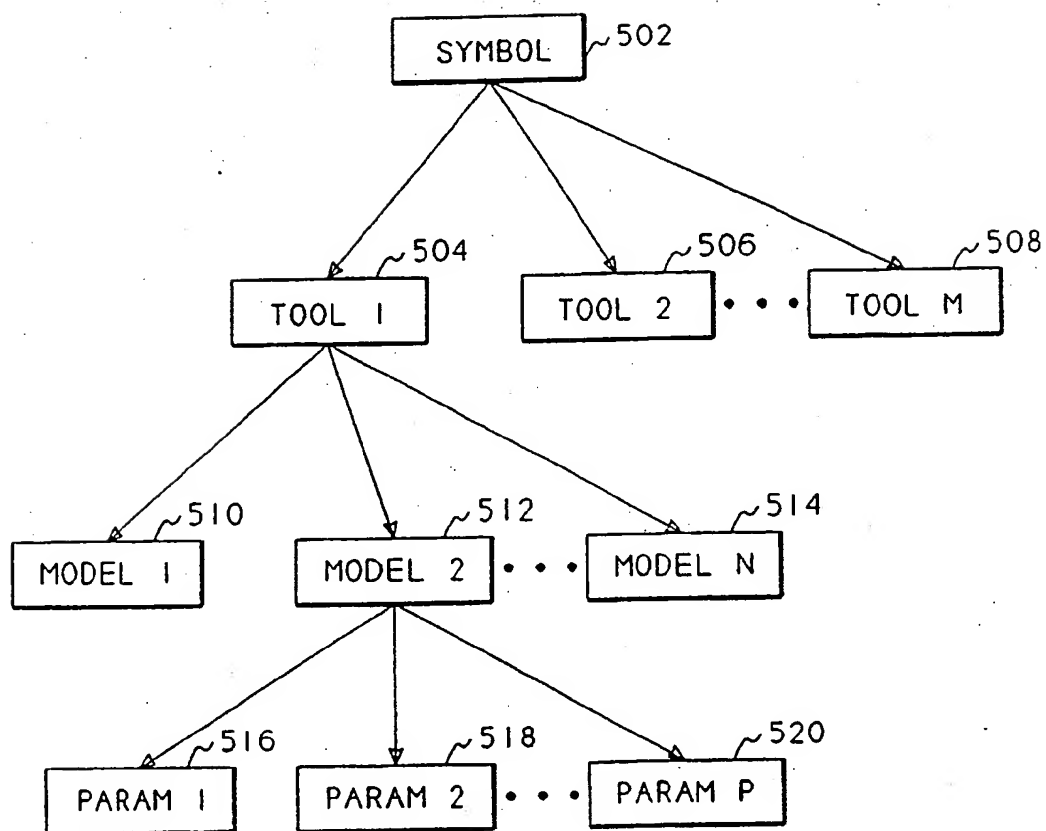 SYMBOL 502
504 506 508
TOOL 1 TOOL 2 • • • TOOL M
510 512 514
MODEL 1 MODEL 2 • • • MODEL N
516 518 520
PARAM 1 PARAM 2 • • • PARAM P